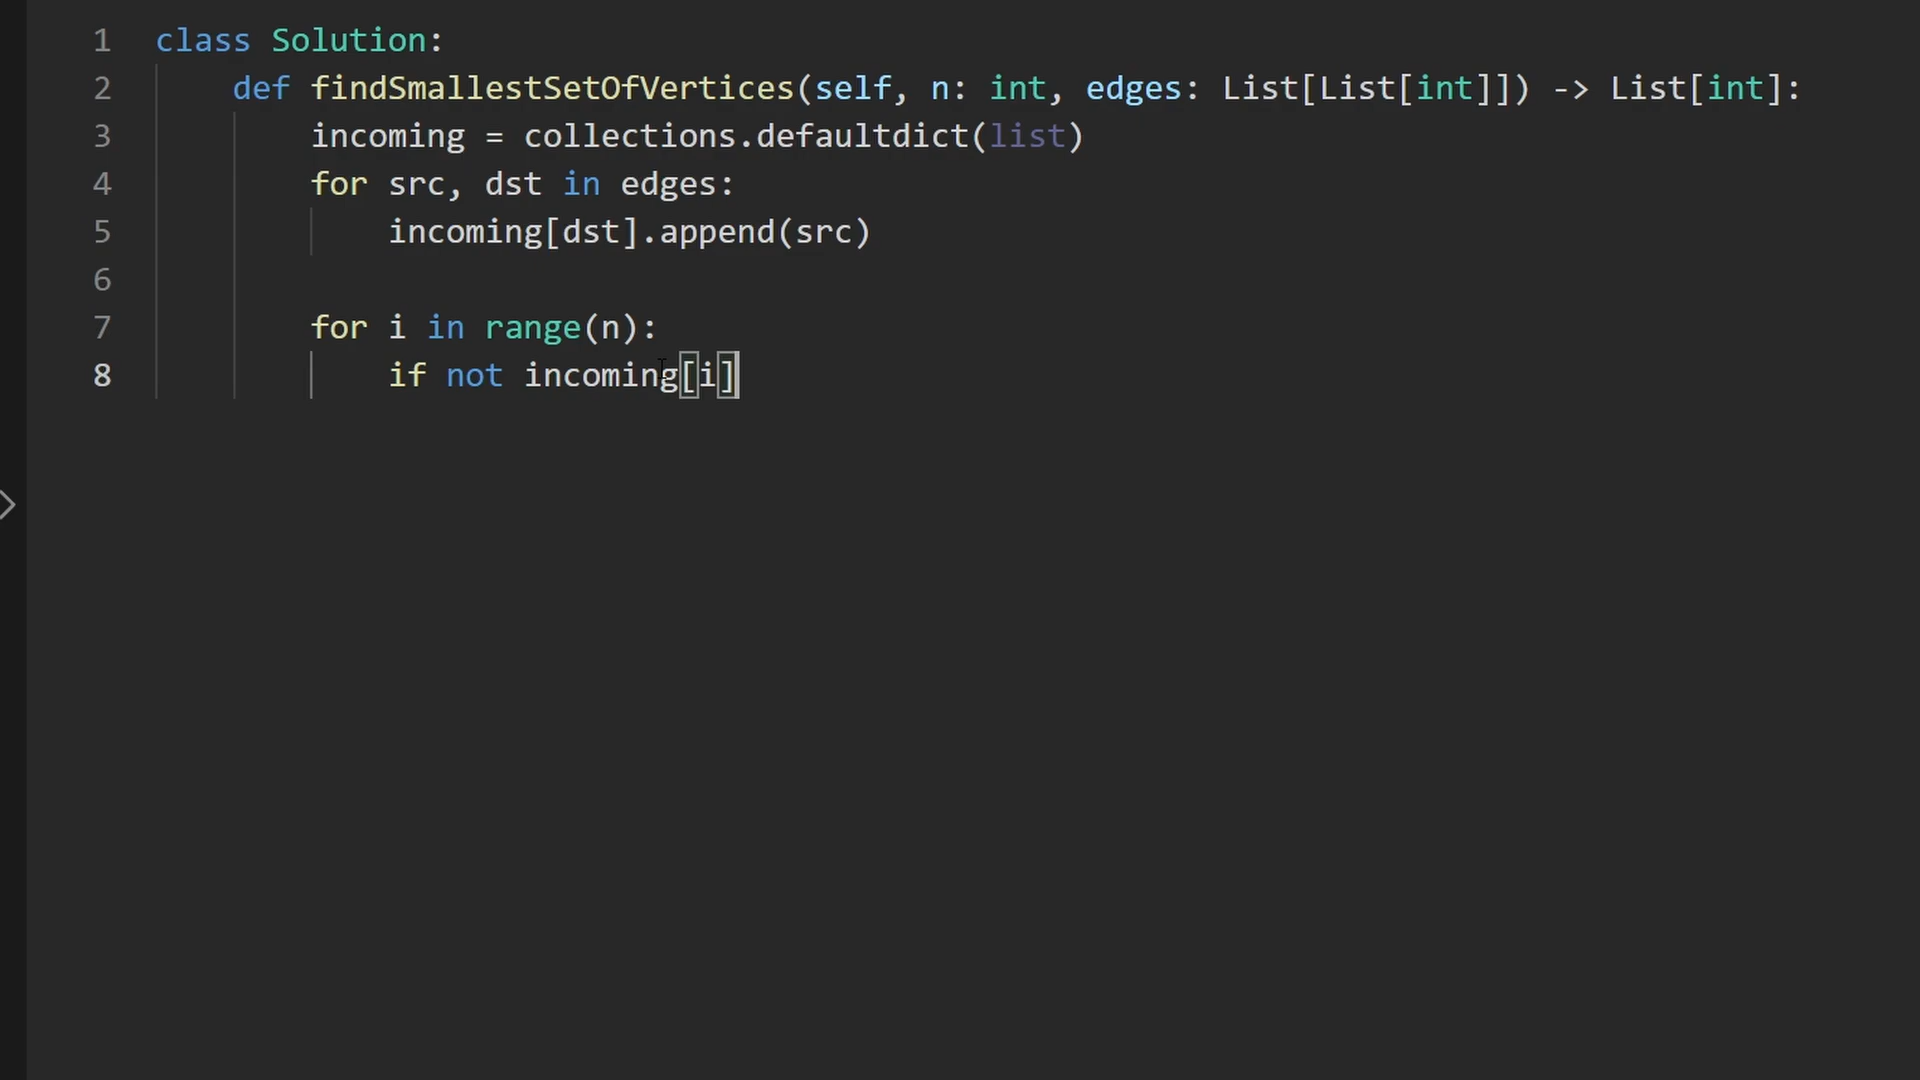 1 class Solution:
2 def findSmallestSetOfVertices(self, n: int, edges: List[List[int]]) -> List[int]:
3 incoming = collections.defaultdict(list)
4 for src, dst in edges:
5 incoming[dst].append(src)
6
7 for i in range(n):
8 if not incoming[i]